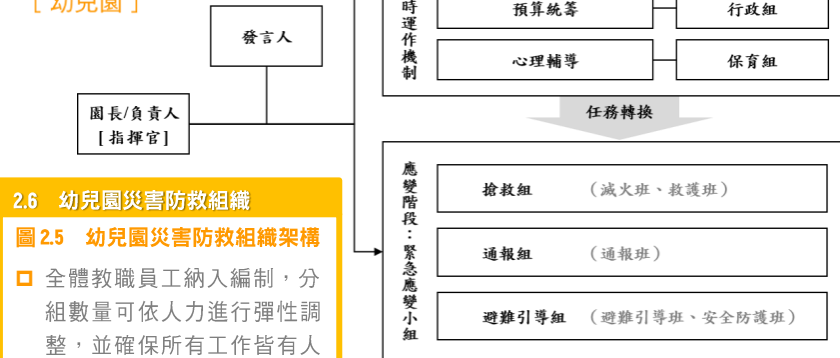 [幼兒園]
發言人
園長/負責人
[指揮官]
時運作機制
預算統籌
行政組
心理輔導
保育組
任務轉換
應變階段：緊急應變小組
搶救組 （滅火班、救護班）
通報組 （通報班）
避難引導組 （避難引導班、安全防護班）
2.6 幼兒園災害防救組織
圖 2.5 幼兒園災害防救組織架構
全體教職員工納入編制，分
組數量可依人力進行彈性調
整，並確保所有工作皆有人